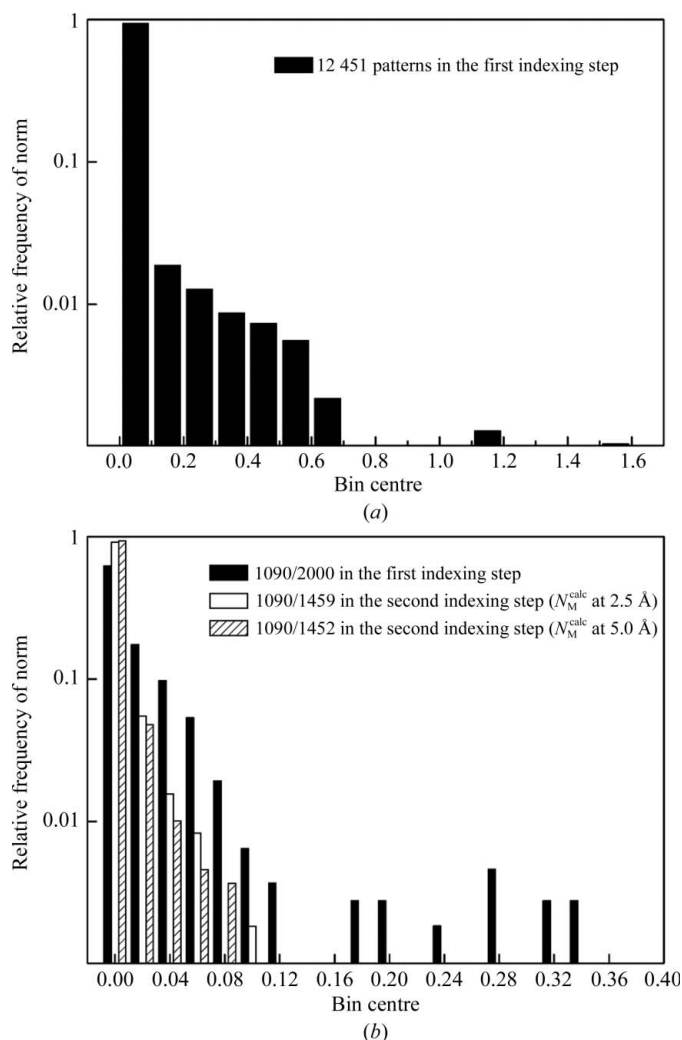 1
0.1
0.01
Relative frequency of norm
12 451 patterns in the first indexing step
0.0 0.2 0.4 0.6 0.8 1.0 1.2 1.4 1.6
Bin centre
(a)
1
0.1
0.01
Relative frequency of norm
1090/2000 in the first indexing step
1090/1459 in the second indexing step (N_M^calc at 2.5 Å)
1090/1452 in the second indexing step (N_M^calc at 5.0 Å)
0.00 0.04 0.08 0.12 0.16 0.20 0.24 0.28 0.32 0.36 0.40
Bin centre
(b)